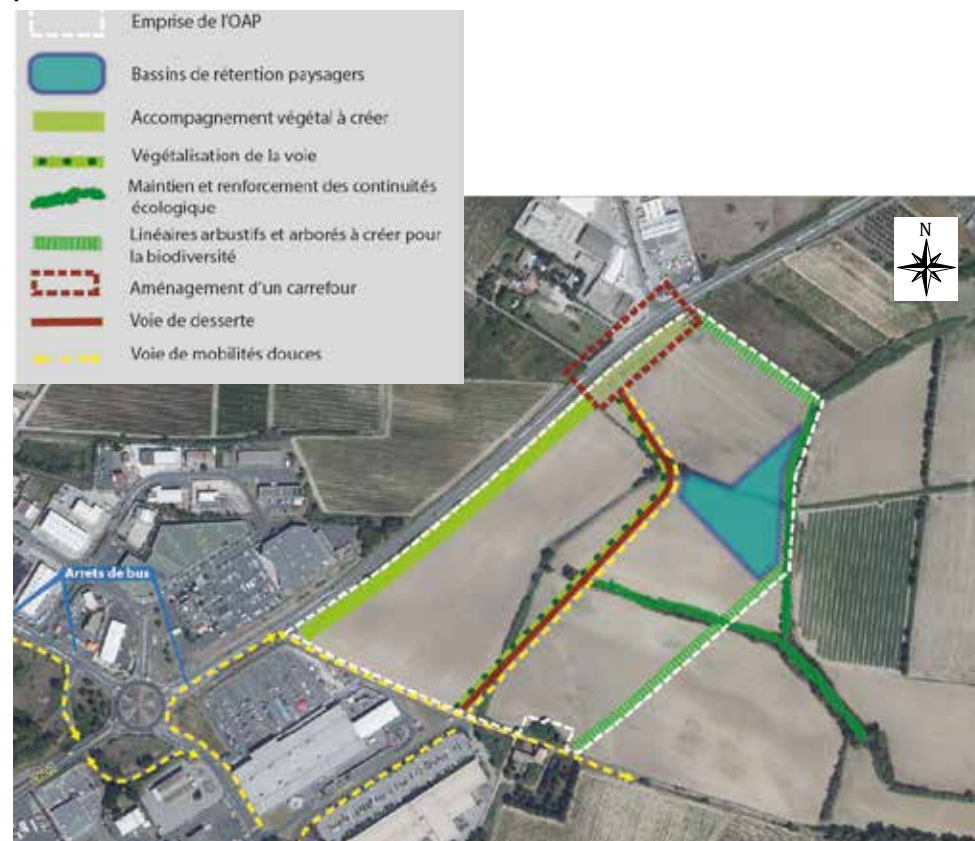 Emprise de l'OAP
Bassins de rétention paysagers
Accompagnement végétal à créer
Végétalisation de la voie
Maintien et renforcement des continuités
écologique
Linéaires arbustifs et arborés à créer pour
la biodiversité
Aménagement d'un carrefour
Voie de desserte
Voie de mobilités douces
N
Arrets de bus